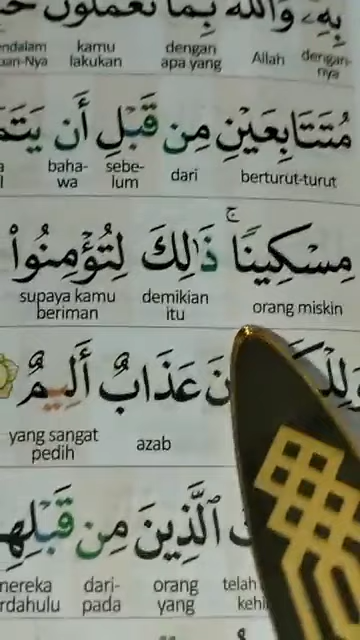 بِهِۦ وَاللَّهُ بِمَا تَعْمَلُونَ
dengan-nya Allah dengan apa yang kamu lakukan
مُتَتَابِعَيْنِ مِن قَبْلِ أَن
berturut-turut dari sebe-lum baha-wa
مِسْكِينًاۚ ذَٰلِكَ لِتُؤْمِنُوا۟
orang miskin demikian itu supaya kamu beriman
عَذَابٌ أَلِيمٌ
azab yang sangat pedih
ٱلَّذِينَ مِن
telah orang yang dari-pada